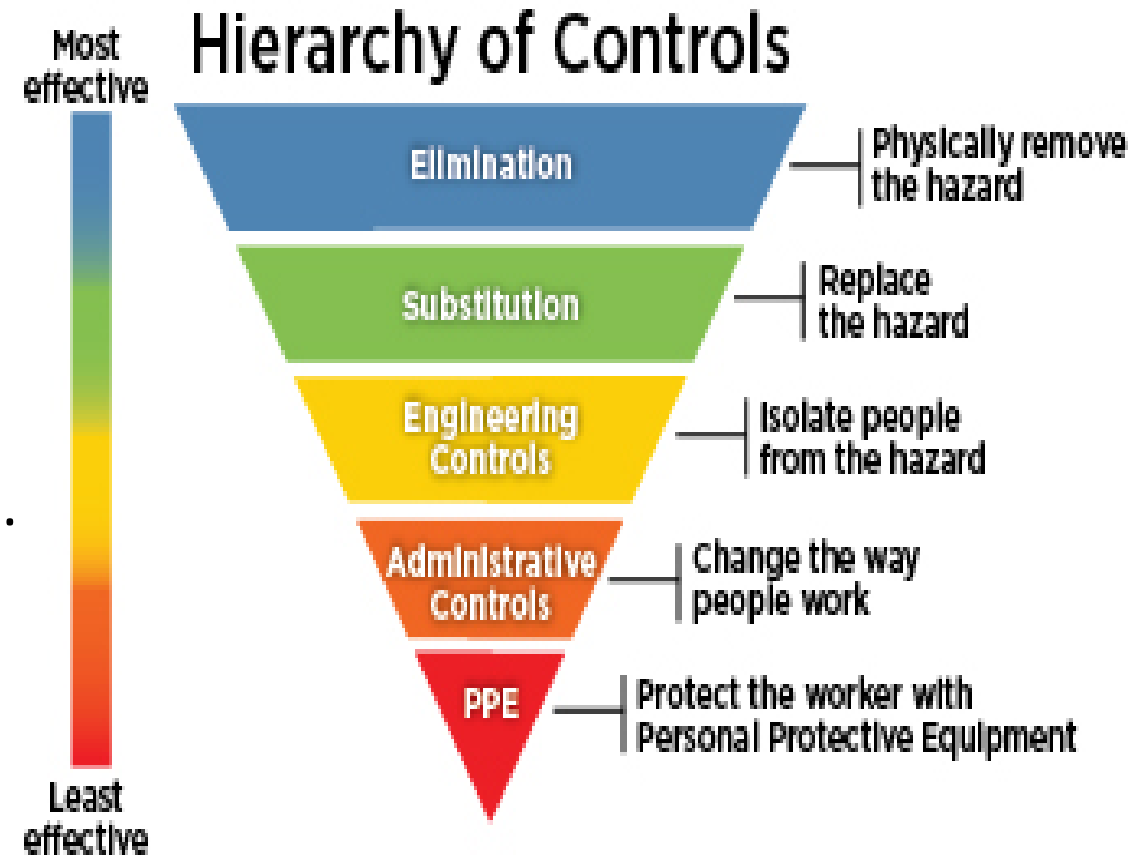 Hierarchy of Controls
Most
effective
Elimination
Physically remove
the hazard
Substitution
Replace
the hazard
Engineering
Controls
Isolate people
from the hazard
.
Administrative
Controls
Change the way
people work
PPE
Protect the worker with
Personal Protective Equipment
Least
effective